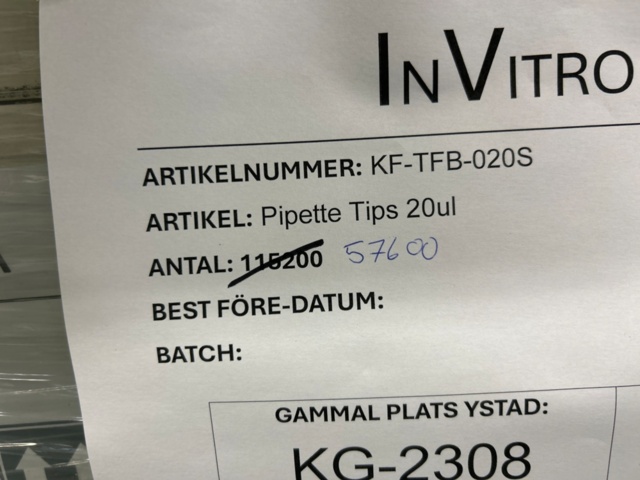 INVITRO
ARTIKELNUMMER: KF-TFB-020S
ARTIKEL: Pipette Tips 20ul
ANTAL: 115200 57600
BEST FÖRE-DATUM:
BATCH:
GAMMAL PLATS YSTAD:
KG-2308